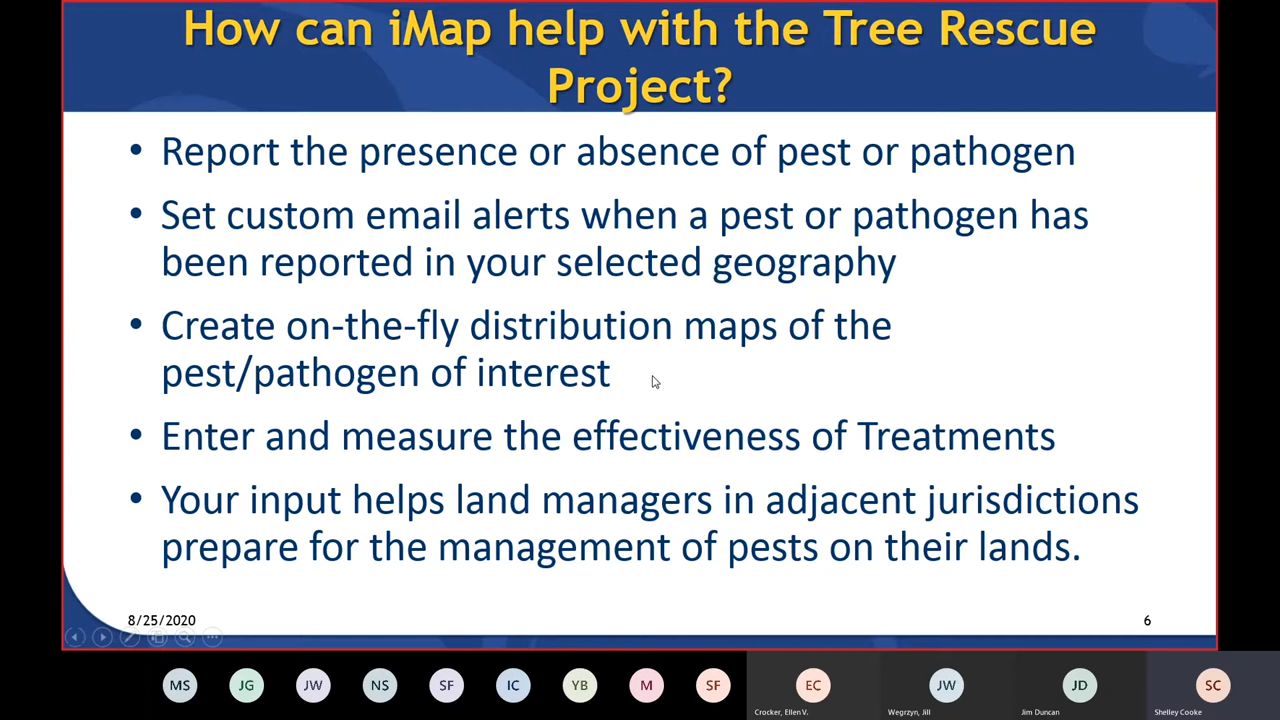 How can iMap help with the Tree Rescue
Project?
• Report the presence or absence of pest or pathogen
• Set custom email alerts when a pest or pathogen has
been reported in your selected geography
• Create on-the-fly distribution maps of the
pest/pathogen of interest
• Enter and measure the effectiveness of Treatments
• Your input helps land managers in adjacent jurisdictions
prepare for the management of pests on their lands.
8/25/2020
6
MS JG JW NS SF IC YB M SF EC JW JD SC
Crocker, Ellen V. Wegrzyn, Jill Jim Duncan Shelley Cooke